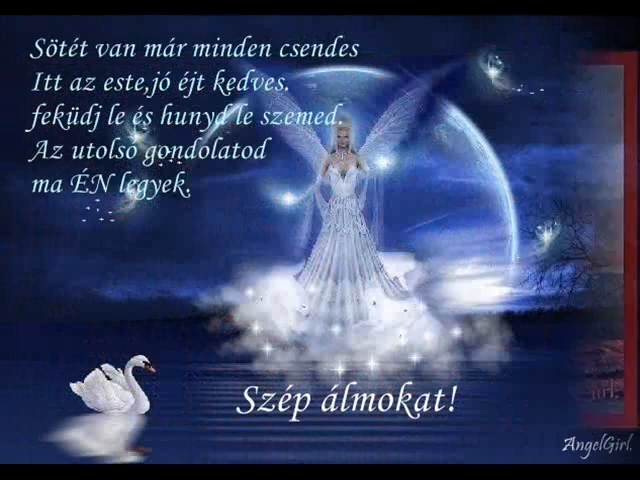 Sötét van már minden csendes
Itt az este,jó éjt kedves.
feküdj le és hunyd le szemed.
Az utolsó gondolatod
ma ÉN legyek.
Szép álmokat!
AngelGirl.